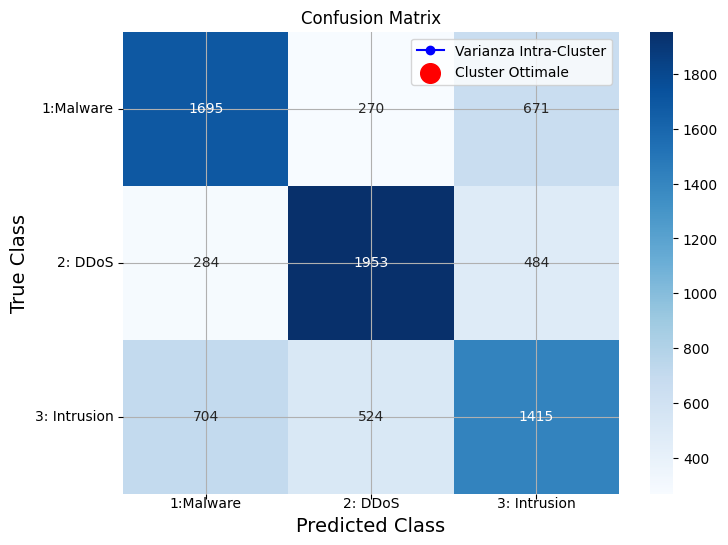 Confusion Matrix
Varianza Intra-Cluster
Cluster Ottimale
1:Malware
1695 270 671
2: DDoS
284 1953 484
3: Intrusion
704 524 1415
1:Malware 2: DDoS 3: Intrusion
True Class
Predicted Class
1800
1600
1400
1200
1000
800
600
400